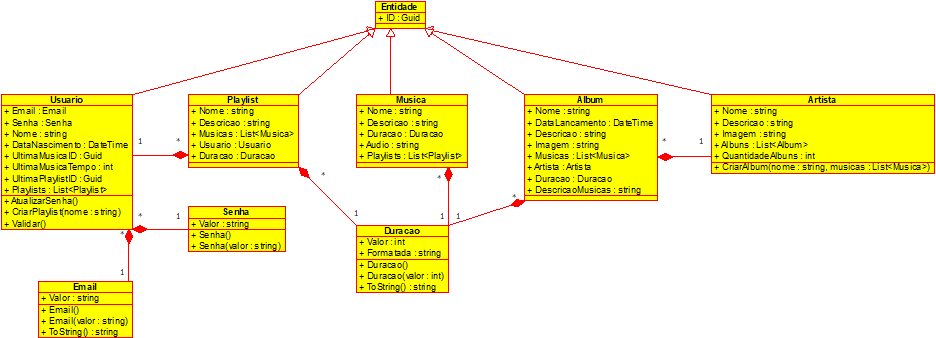 Entidade
+ ID : Guid
Usuario
+ Email : Email
+ Senha : Senha
+ Nome : string
+ DataNascimento : DateTime
+ UltimaMusicaID : Guid
+ UltimaMusicaTempo : int
+ UltimaPlaylistID : Guid
+ Playlists : List<Playlist>
+ AtualizarSenha()
+ CriarPlaylist(nome : string)
+ Validar()
1
*
Playlist
+ Nome : string
+ Descricao : string
+ Musicas : List<Musica>
+ Usuario : Usuario
+ Duracao : Duracao
Musica
+ Nome : string
+ Descricao : string
+ Duracao : Duracao
+ Audio : string
+ Playlists : List<Playlist>
Album
+ Nome : string
+ DataLancamento : DateTime
+ Descricao : string
+ Imagem : string
+ Musicas : List<Musica>
+ Artista : Artista
+ Duracao : Duracao
+ DescricaoMusicas : string
*
1
Artista
+ Nome : string
+ Descricao : string
+ Imagem : string
+ Albuns : List<Album>
+ QuantidadeAlbuns : int
+ CriarAlbum(nome : string, musicas : List<Musica>)
*
*
*
*
1
1
1
1
Senha
+ Valor : string
+ Senha()
+ Senha(valor : string)
Duracao
+ Valor : int
+ Formatada : string
+ Duracao()
+ Duracao(valor : int)
+ ToString() : string
*
1
Email
+ Valor : string
+ Email()
+ Email(valor : string)
+ ToString() : string